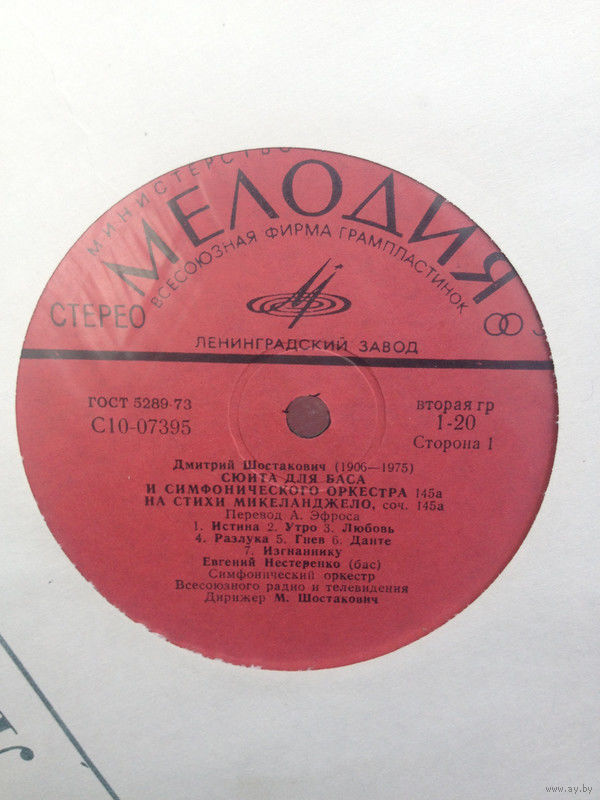 МИНИСТЕРСТВО
МЕЛОДИЯ
ВСЕСОЮЗНАЯ ФИРМА ГРАМПЛАСТИНОК
СТЕРЕО
ЛЕНИНГРАДСКИЙ ЗАВОД
ГОСТ 5289-73
С10-07395
вторая гр
1-20
Сторона 1
Дмитрий Шостакович (1906—1975)
СЮИТА ДЛЯ БАСА
И СИМФОНИЧЕСКОГО ОРКЕСТРА 145а
НА СТИХИ МИКЕЛАНДЖЕЛО, соч. 145а
Перевод А. Эфроса
1. Истина 2. Утро 3. Любовь
4. Разлука 5. Гнев 6. Данте
7. Изгнаннику
Евгений Нестеренко (бас)
Симфонический оркестр
Всесоюзного радио и телевидения
Дирижер М. Шостакович
www.ay.by